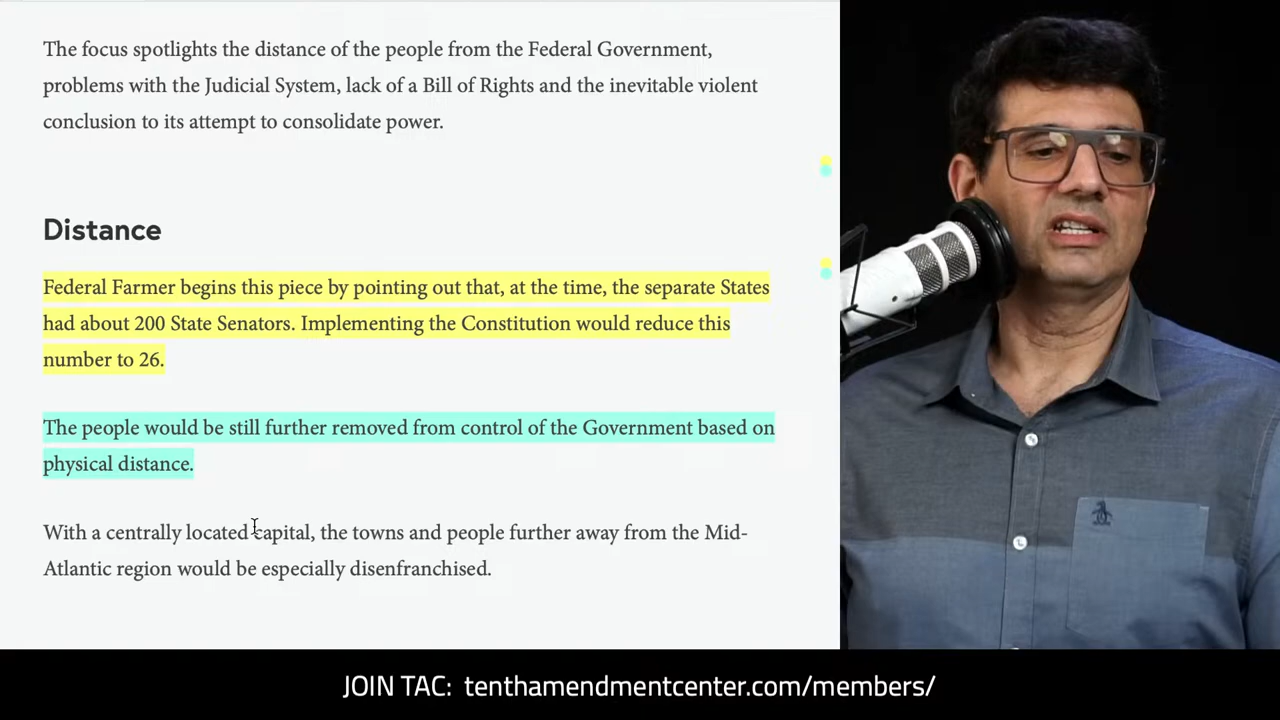 The focus spotlights the distance of the people from the Federal Government,
problems with the Judicial System, lack of a Bill of Rights and the inevitable violent
conclusion to its attempt to consolidate power.
Distance
Federal Farmer begins this piece by pointing out that, at the time, the separate States
had about 200 State Senators. Implementing the Constitution would reduce this
number to 26.
The people would be still further removed from control of the Government based on
physical distance.
With a centrally located capital, the towns and people further away from the Mid-
Atlantic region would be especially disenfranchised.
JOIN TAC: tenthamendmentcenter.com/members/